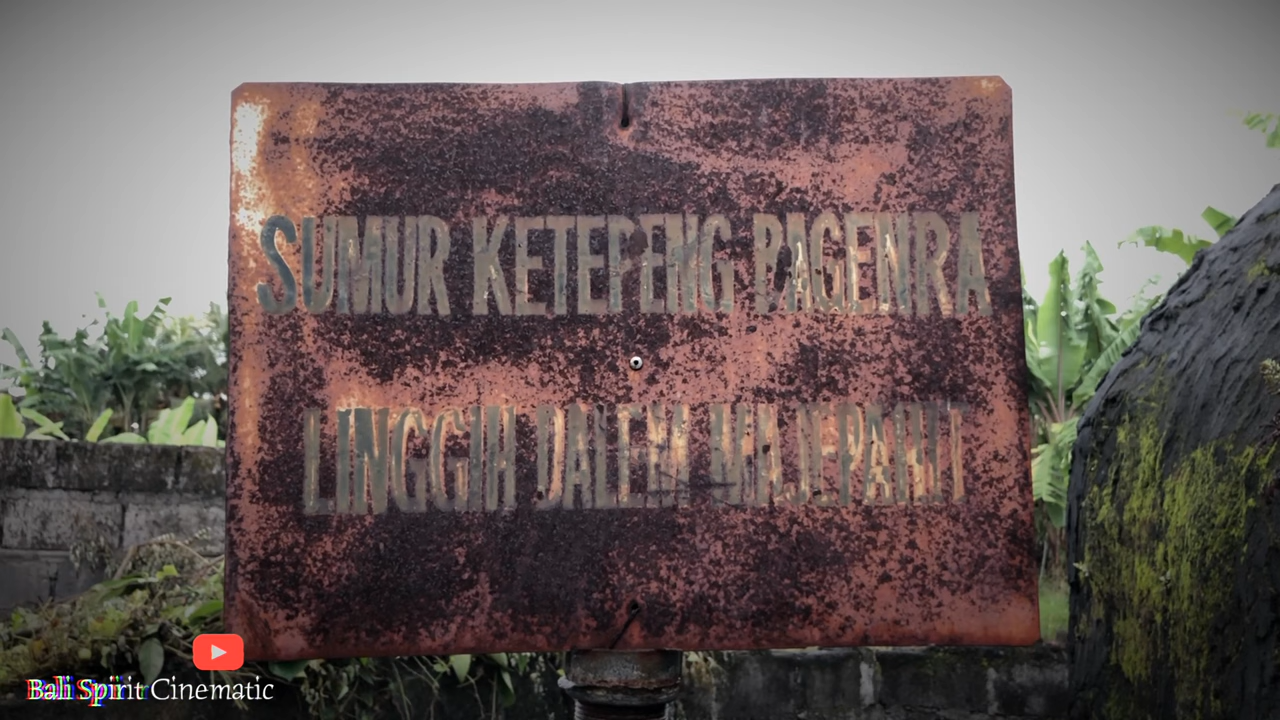 SUMUR KETEPENG PAGENRA
LINGGIH DALEM MAJEPAHIT
Bali Spirit Cinematic